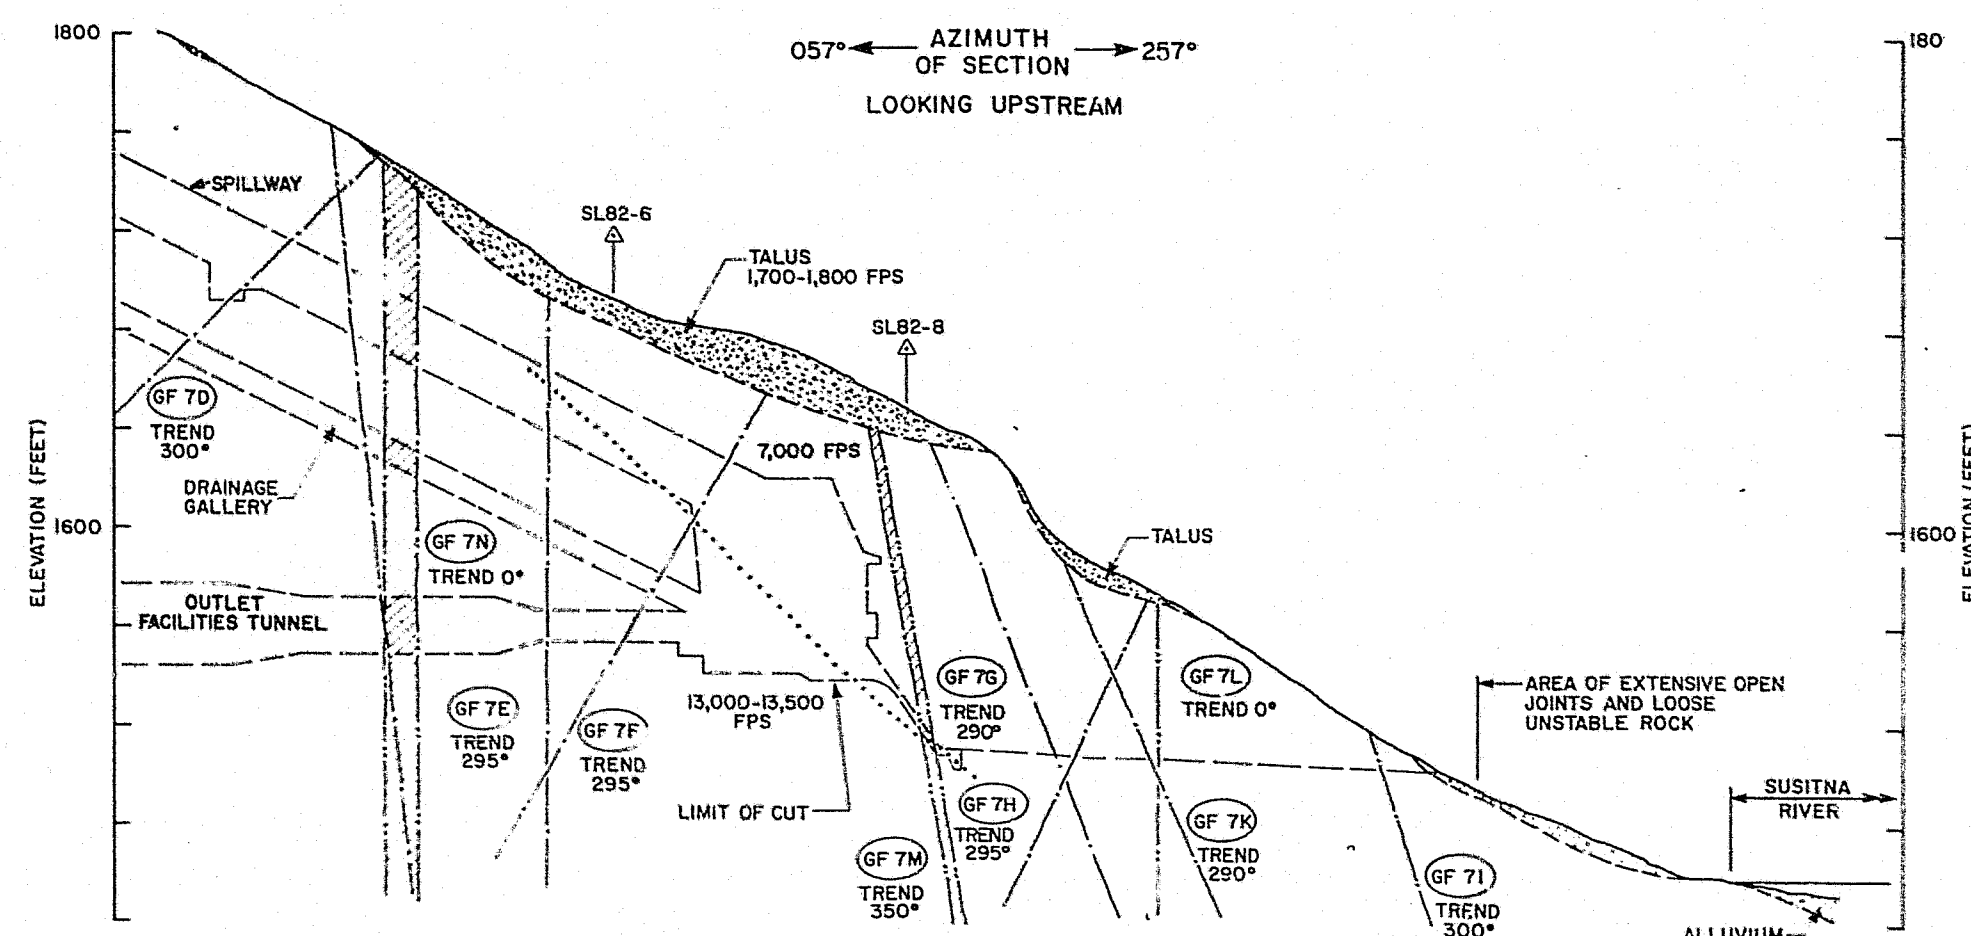 1800
057° AZIMUTH OF SECTION 257°
LOOKING UPSTREAM
180
SPILLWAY
SL82-6
TALUS
1,700-1,800 FPS
SL82-8
GF 7D
TREND
300°
7,000 FPS
DRAINAGE
GALLERY
ELEVATION (FEET)
1600
GF 7N
TREND 0°
TALUS
1600
ELEVATION (FEET)
OUTLET
FACILITIES TUNNEL
GF 7E
TREND
295°
GF 7F
TREND
295°
13,000-13,500
FPS
GF 7G
TREND
290°
GF 7L
TREND 0°
AREA OF EXTENSIVE OPEN
JOINTS AND LOOSE
UNSTABLE ROCK
LIMIT OF CUT
GF 7H
TREND
295°
GF 7K
TREND
290°
SUSITNA
RIVER
GF 7M
TREND
350°
GF 7I
TREND
300°
ALLUVIUM